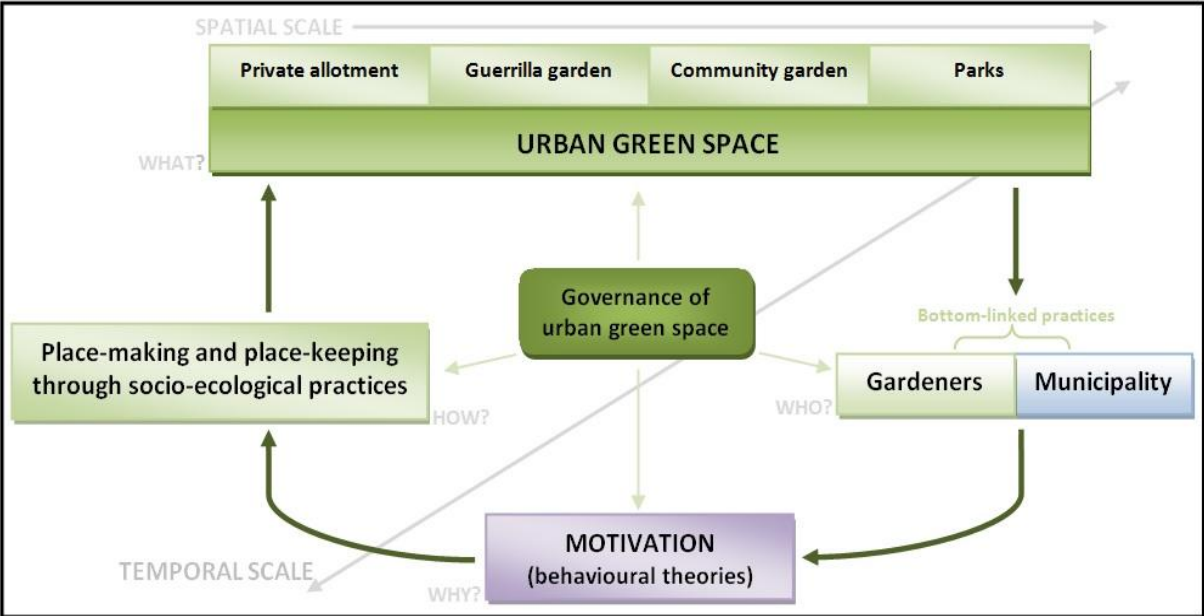 SPATIAL SCALE
Private allotment
Guerrilla garden
Community garden
Parks
URBAN GREEN SPACE
WHAT?
Governance of
urban green space
Bottom-linked practices
Place-making and place-keeping
through socio-ecological practices
Gardeners
Municipality
HOW?
WHO?
MOTIVATION
(behavioural theories)
TEMPORAL SCALE
WHY?